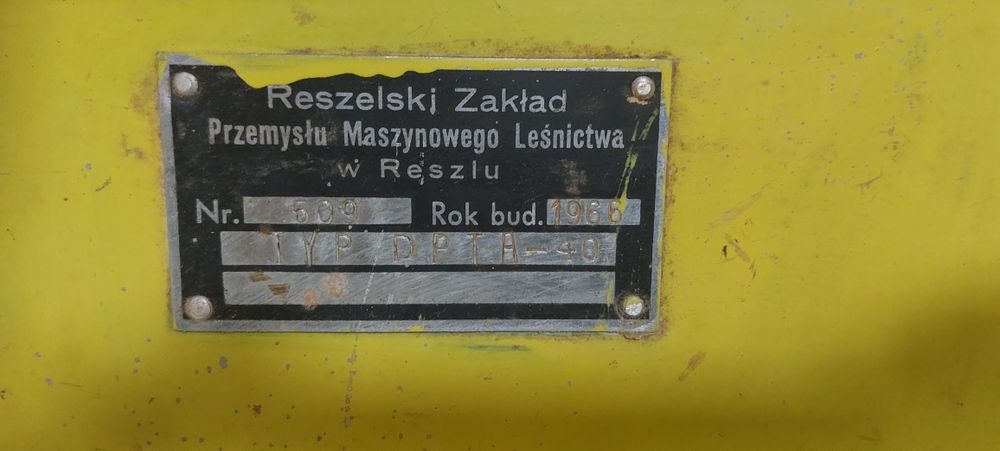 Reszelski Zakład
Przemysłu Maszynowego Leśnictwa
w Reszlu
Nr. 509 Rok bud. 1966
TYP DPTA-40